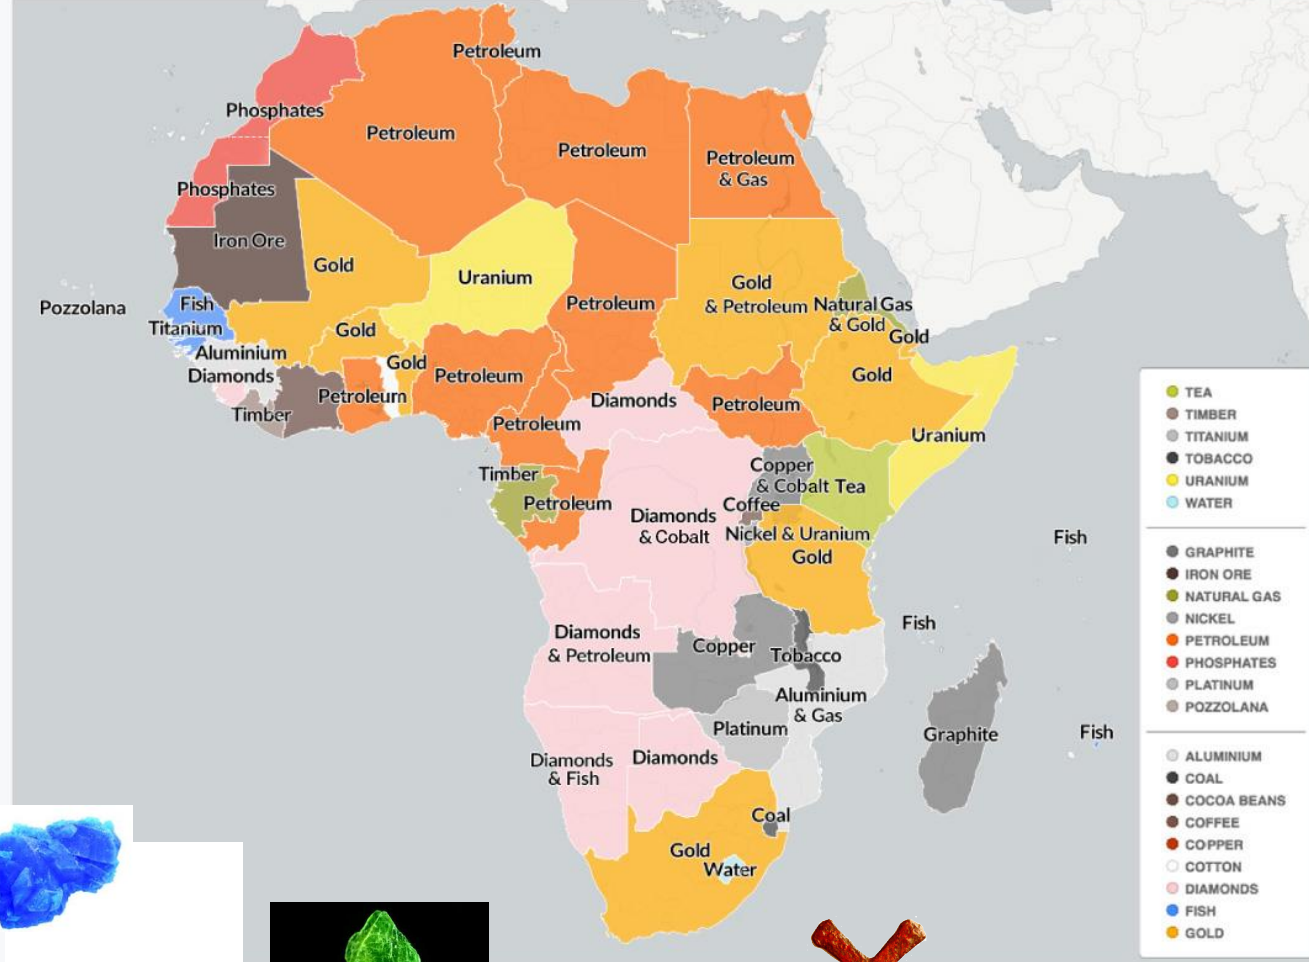 Petroleum
Phosphates
Petroleum
Petroleum
Petroleum
& Gas
Phosphates
Iron Ore
Gold
Uranium
Gold
& Petroleum
Natural Gas
& Gold
Pozzolana
Fish
Titanium
Petroleum
Gold
Gold
Aluminium
Diamonds
Gold
Petroleum
Gold
Timber
Petroleum
Diamonds
Petroleum
Petroleum
Uranium
Timber
Petroleum
Copper
& Cobalt
Tea
Coffee
Diamonds
& Cobalt
Nickel & Uranium
Gold
Fish
Fish
Diamonds
& Petroleum
Copper
Tobacco
Aluminium
& Gas
Platinum
Graphite
Fish
Diamonds
& Fish
Diamonds
Coal
Gold
Water
TEA
TIMBER
TITANIUM
TOBACCO
URANIUM
WATER
GRAPHITE
IRON ORE
NATURAL GAS
NICKEL
PETROLEUM
PHOSPHATES
PLATINUM
POZZOLANA
ALUMINIUM
COAL
COCOA BEANS
COFFEE
COPPER
COTTON
DIAMONDS
FISH
GOLD